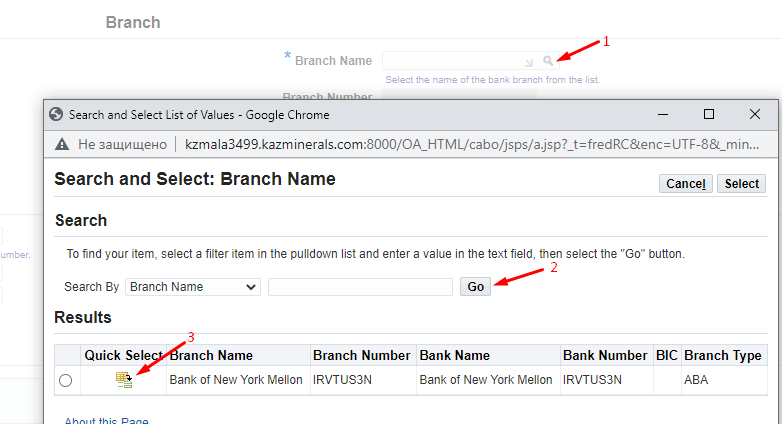 Branch
* Branch Name
1
Select the name of the bank branch from the list.
Branch Number
Search and Select List of Values - Google Chrome
Не защищено kzmala3499.kazminerals.com:8000/OA_HTML/cabo/jsps/a.jsp?_t=fredRC&enc=UTF-8&_min...
Search and Select: Branch Name
Cancel Select
Search
umber.
To find your item, select a filter item in the pulldown list and enter a value in the text field, then select the "Go" button.
2
Search By Branch Name Go
Results
3
Quick Select Branch Name Branch Number Bank Name Bank Number BIC Branch Type
Bank of New York Mellon IRVTUS3N Bank of New York Mellon IRVTUS3N ABA
About this Page